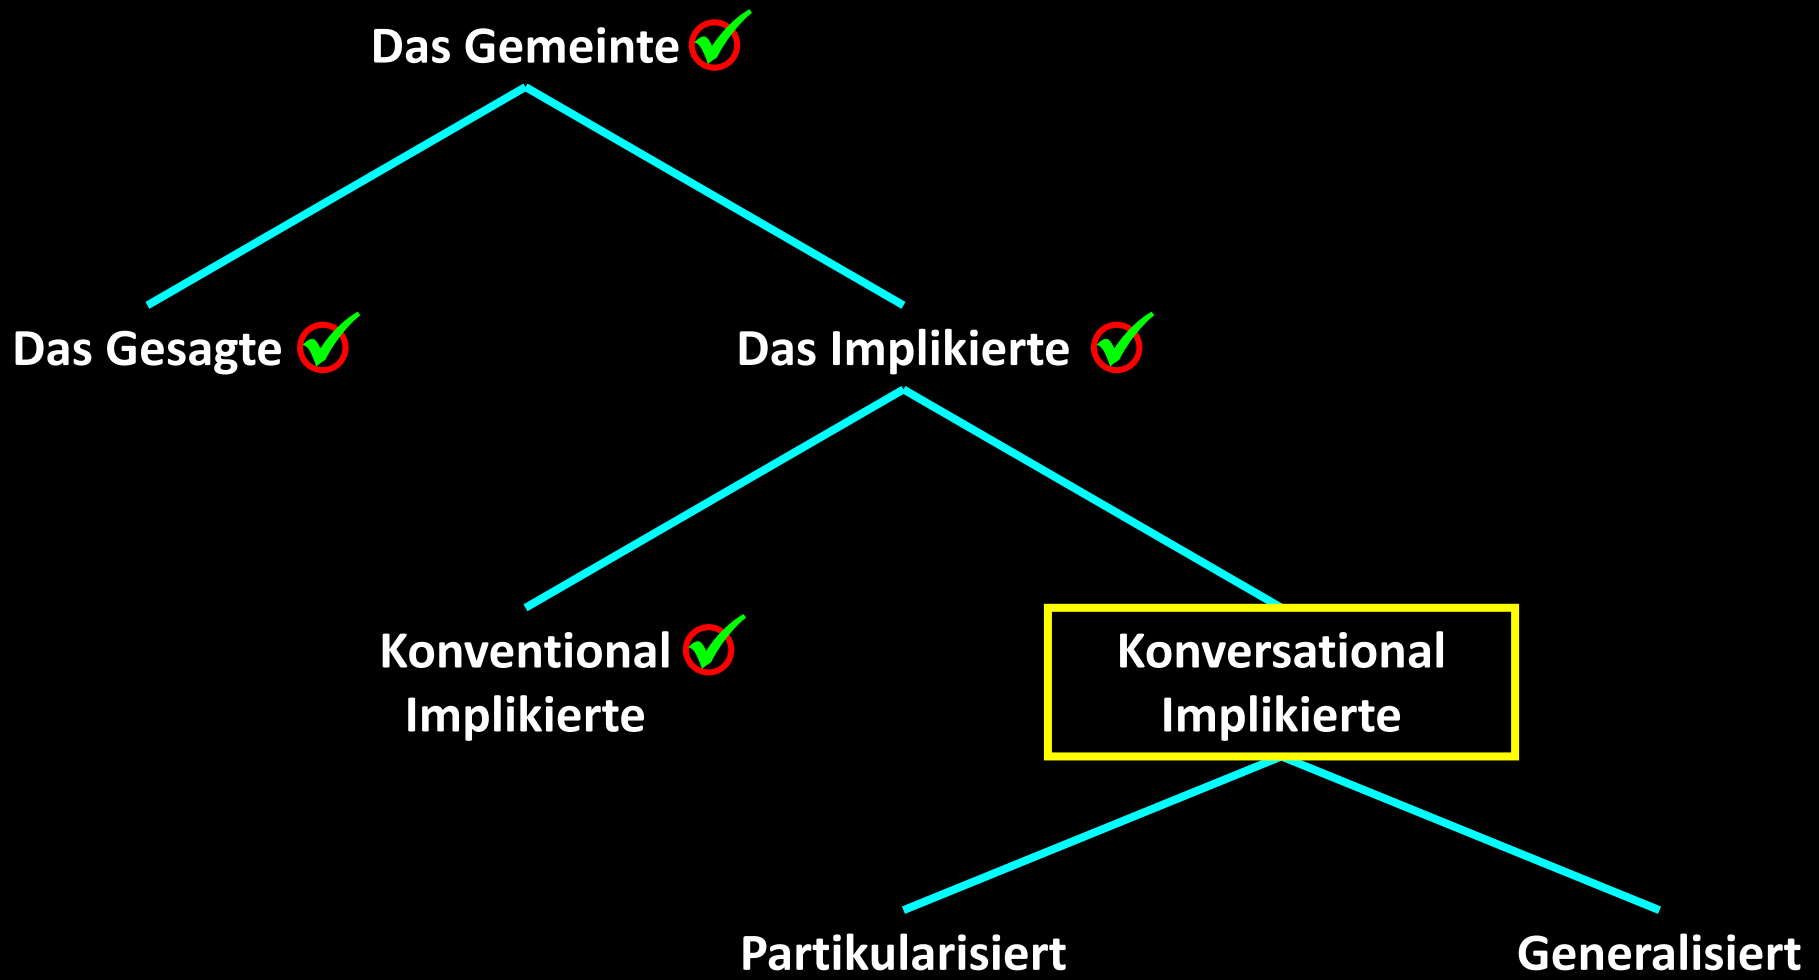 Das Gemeinte
Das Gesagte
Das Implikierte
Konventional
Implikierte
Konversational
Implikierte
Partikularisiert
Generalisiert